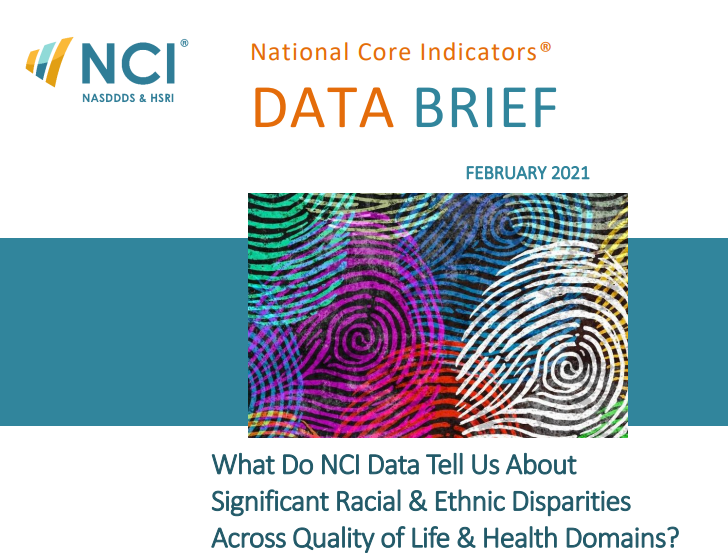 NCI®
NASDDDS & HSRI
National Core Indicators®
DATA BRIEF
FEBRUARY 2021
What Do NCI Data Tell Us About
Significant Racial & Ethnic Disparities
Across Quality of Life & Health Domains?